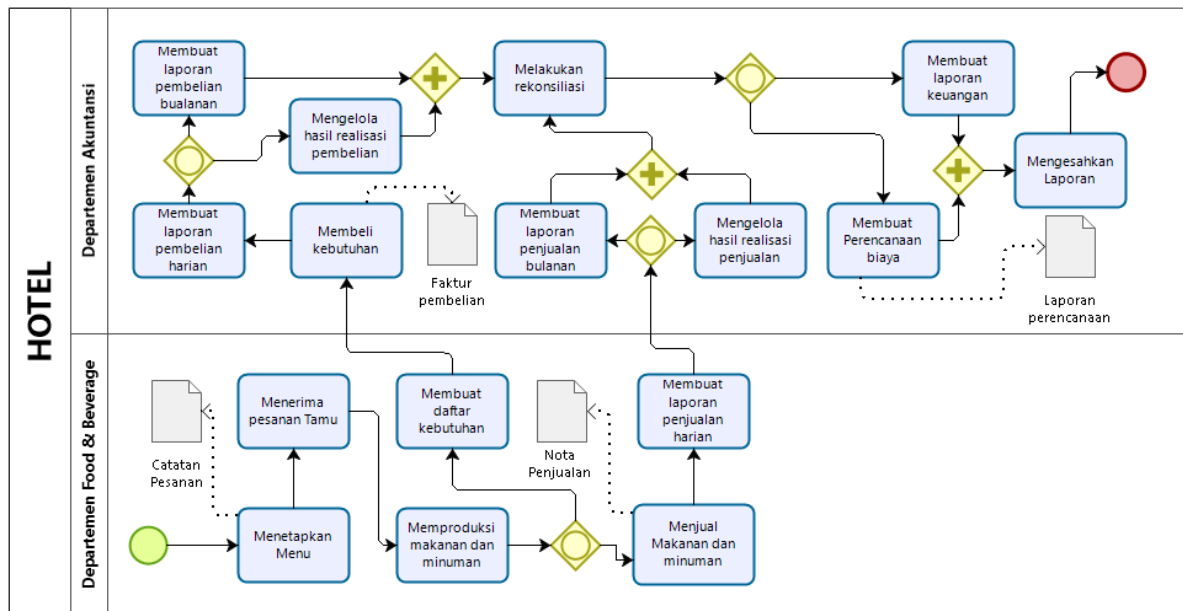 HOTEL
Departemen Akuntansi
Membuat
laporan
pembelian
bualanan
Mengelola
hasil realisasi
pembelian
Membuat
laporan
pembelian
harian
Membeli
kebutuhan
Faktur
pembelian
Melakukan
rekonsiliasi
Membuat
laporan
penjualan
bulanan
Mengelola
hasil realisasi
penjualan
Membuat
laporan
keuangan
Membuat
Perencanaan
biaya
Mengesahkan
Laporan
Laporan
perencanaan
Departemen Food & Beverage
Catatan
Pesanan
Menerima
pesanan Tamu
Menetapkan
Menu
Membuat
daftar
kebutuhan
Memproduksi
makanan dan
minuman
Nota
Penjualan
Membuat
laporan
penjualan
harian
Menjual
Makanan dan
minuman